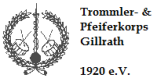 Trommler- &
Pfeiferkorps
Gillrath
1920 e.V.